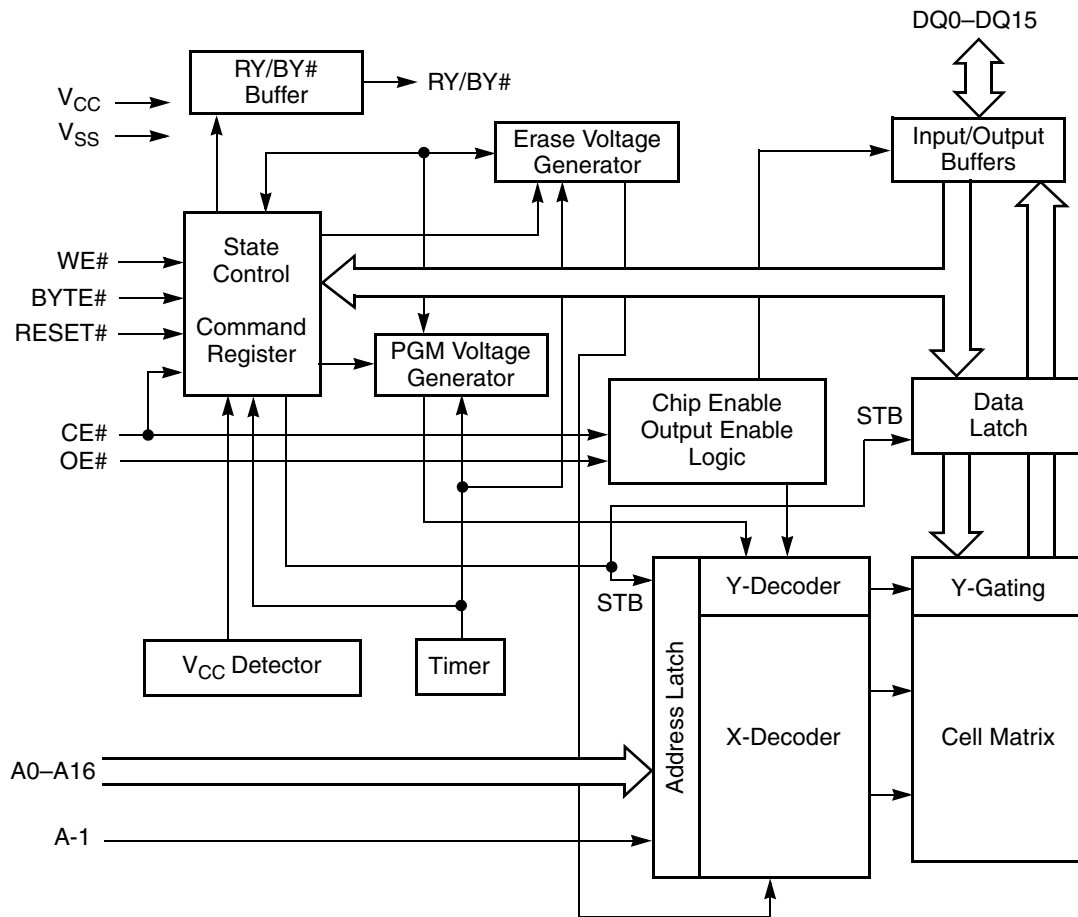 DQ0–DQ15
RY/BY#
Buffer
RY/BY#
VCC
VSS
Erase Voltage
Generator
Input/Output
Buffers
State
Control
Command
Register
WE#
BYTE#
RESET#
PGM Voltage
Generator
Chip Enable
Output Enable
Logic
STB
Data
Latch
CE#
OE#
STB
Y-Decoder
Y-Gating
VCC Detector
Timer
Address Latch
X-Decoder
Cell Matrix
A0–A16
A-1